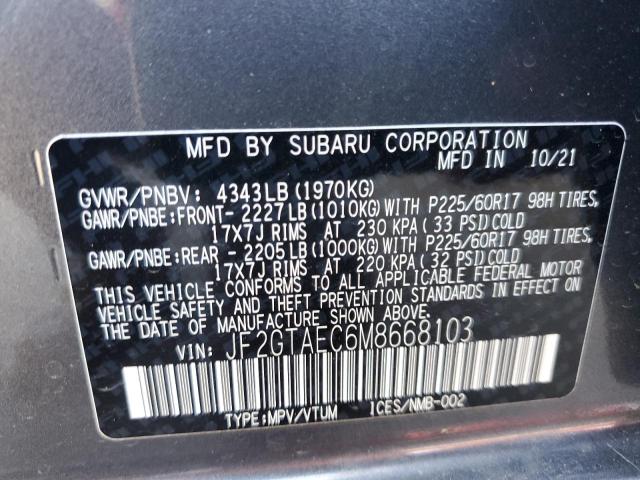 MFD BY SUBARU CORPORATION
MFD IN 10/21
GVWR/PNBV: 4343LB(1970KG)
GAWR/PNBE:FRONT-2227LB(1010KG)WITH P225/60R17 98H TIRES,
17X7J RIMS AT 230 KPA(33 PSI)COLD
GAWR/PNBE:REAR -2205LB(1000KG)WITH P225/60R17 98H TIRES,
17X7J RIMS AT 220 KPA(32 PSI)COLD
THIS VEHICLE CONFORMS TO ALL APPLICABLE FEDERAL MOTOR
VEHICLE SAFETY AND THEFT PREVENTION STANDARDS IN EFFECT ON
THE DATE OF MANUFACTURE SHOWN ABOVE.
VIN: JF2GTAEC6M8668103
TYPE:MPV/VTUM ICES/NMB-002